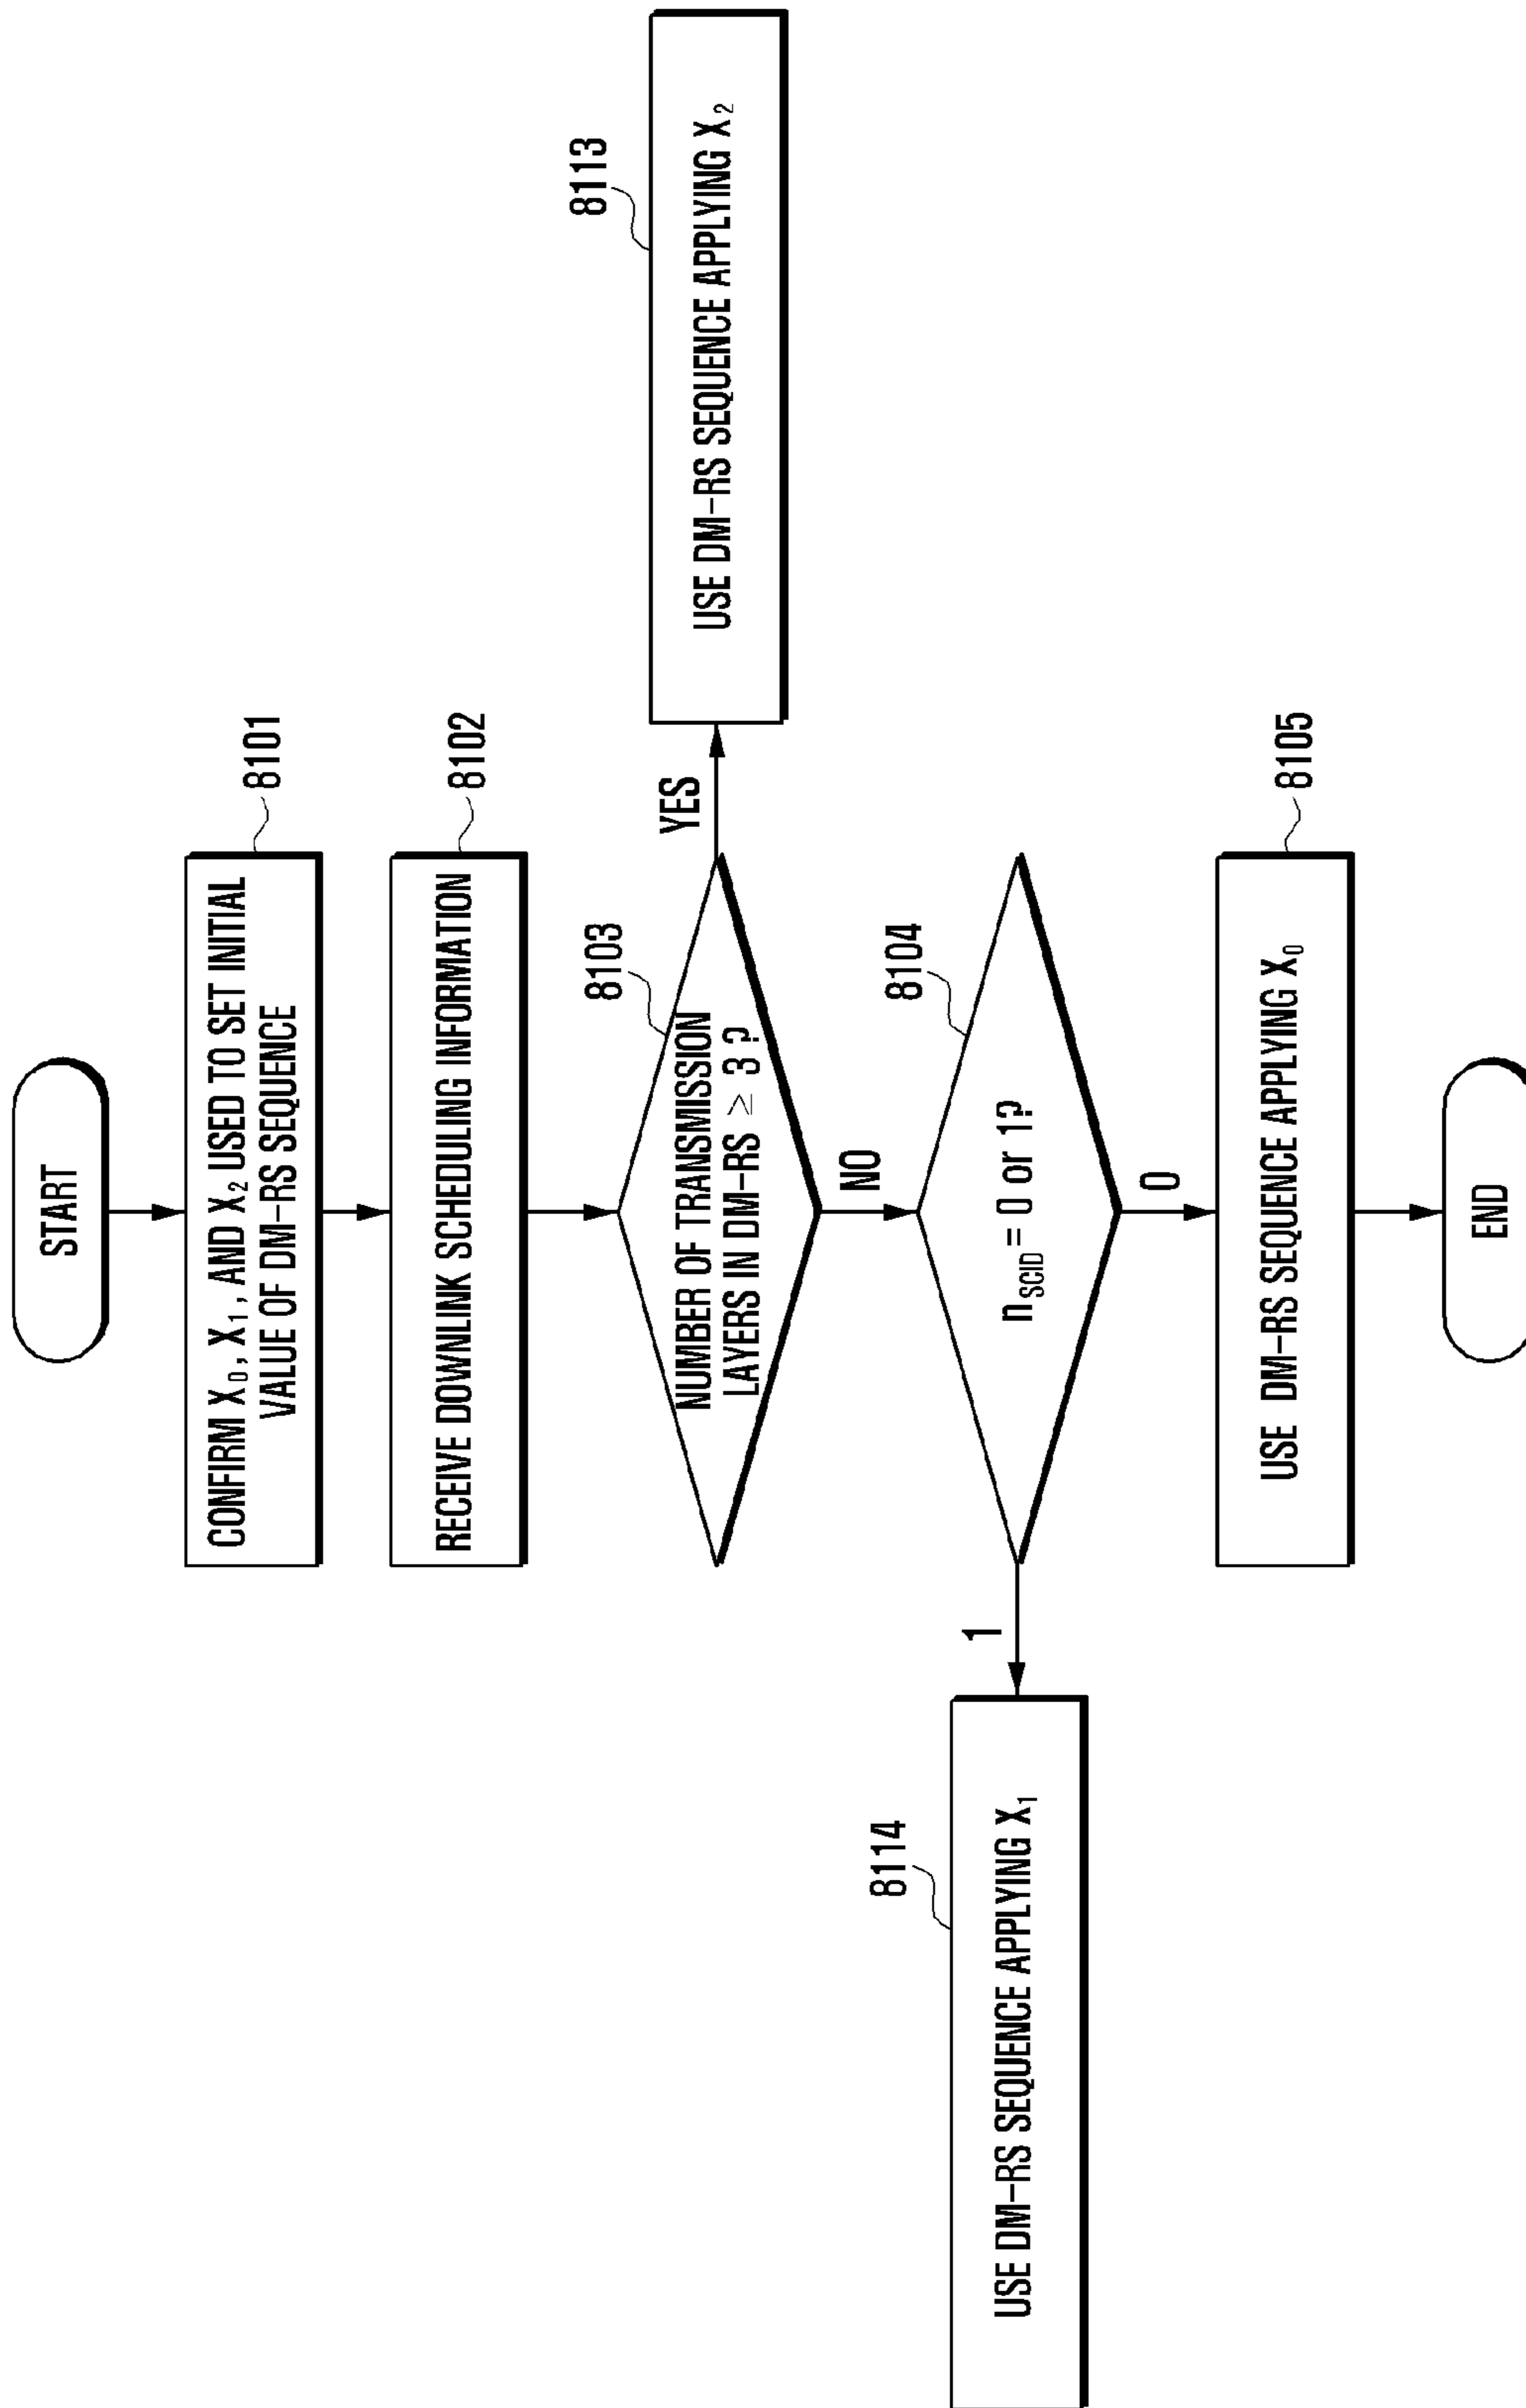 START
CONFIRM X₀, X₁, AND X₂ USED TO SET INITIAL
VALUE OF DM-RS SEQUENCE
8101
RECEIVE DOWNLINK SCHEDULING INFORMATION
8102
NUMBER OF TRANSMISSION
LAYERS IN DM-RS ≥ 3 ?
8103
YES
USE DM-RS SEQUENCE APPLYING X₂
8113
NO
n_SCID = 0 or 1?
8104
1
USE DM-RS SEQUENCE APPLYING X₁
8114
0
USE DM-RS SEQUENCE APPLYING X₀
8105
END